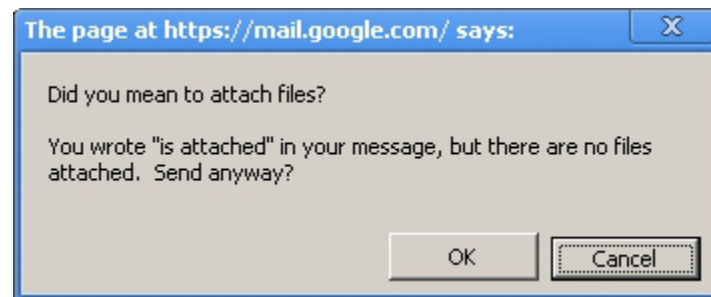 The page at https://mail.google.com/ says:
X
Did you mean to attach files?
You wrote "is attached" in your message, but there are no files
attached.  Send anyway?
OK
Cancel